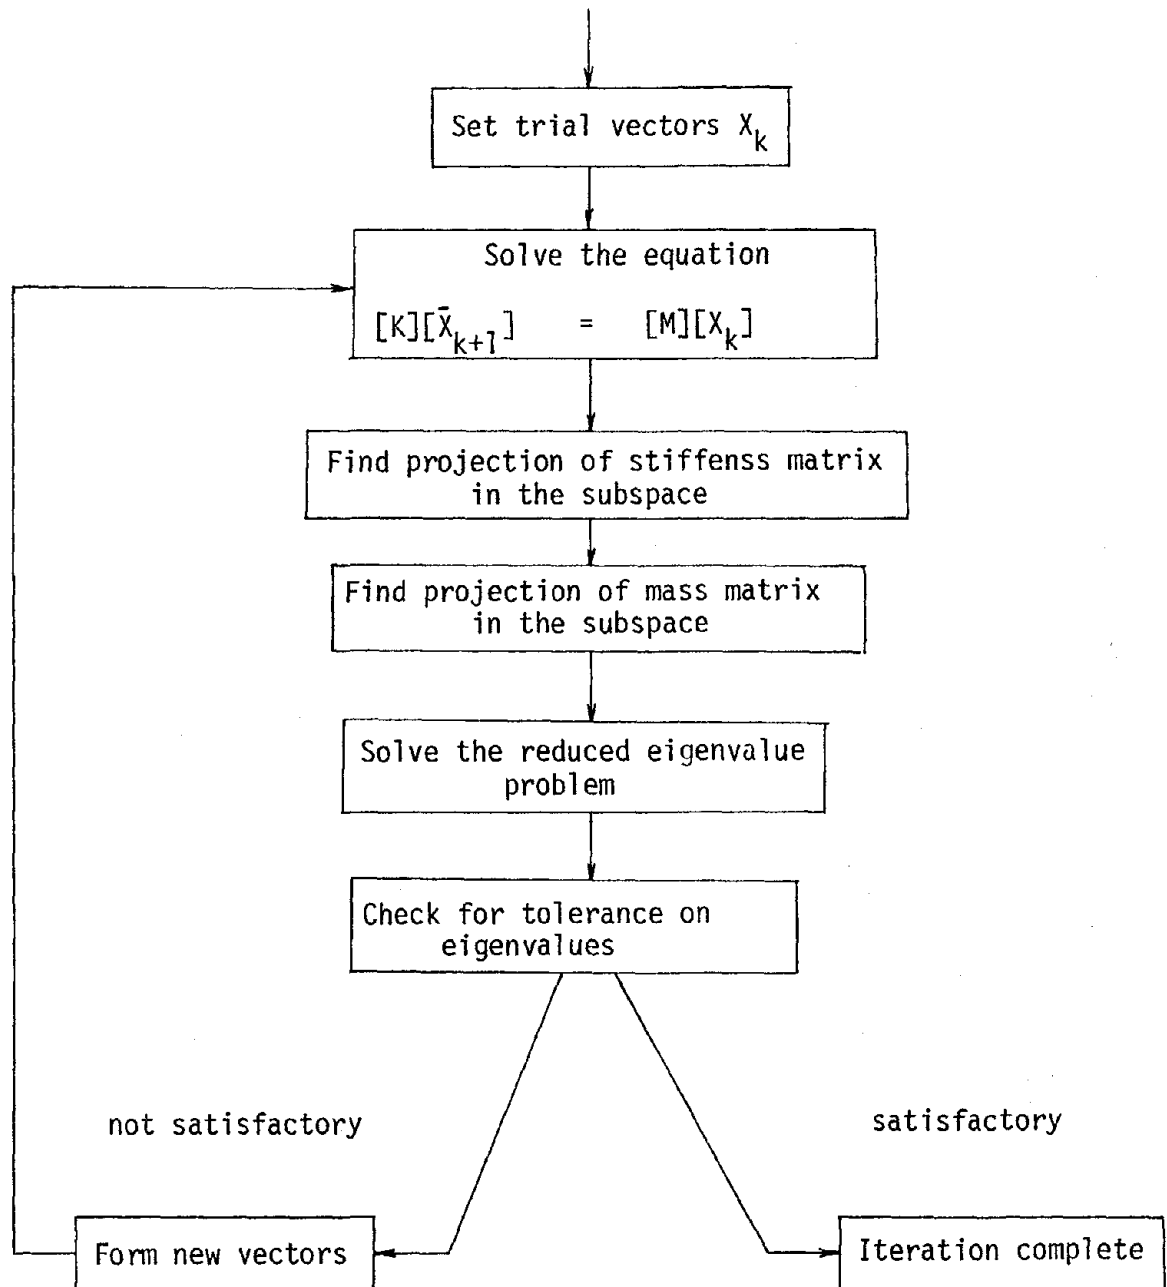 Set trial vectors X_k
Solve the equation
[K][X̄_{k+1}] = [M][X_k]
Find projection of stiffenss matrix
in the subspace
Find projection of mass matrix
in the subspace
Solve the reduced eigenvalue
problem
Check for tolerance on
eigenvalues
not satisfactory
satisfactory
Form new vectors
Iteration complete